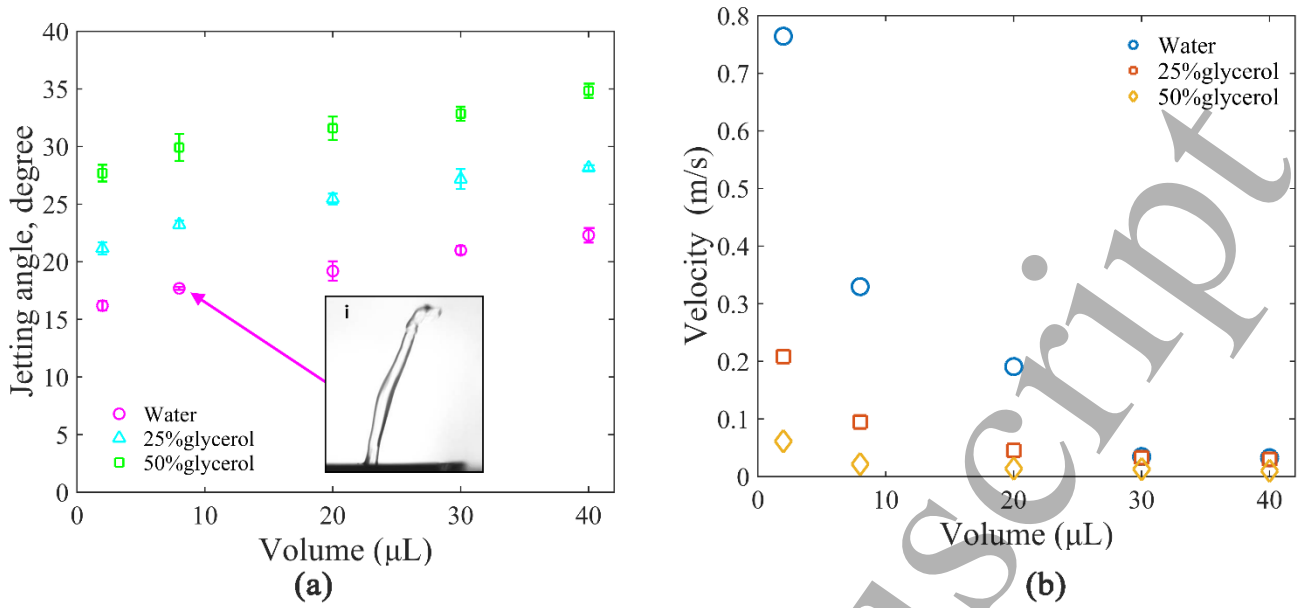 40
35
30
25
20
15
10
5
0
Jetting angle, degree
i
Water
25%glycerol
50%glycerol
0 10 20 30 40
Volume (μL)
(a)
0.8
0.7
0.6
0.5
0.4
0.3
0.2
0.1
0
Velocity (m/s)
Water
25%glycerol
50%glycerol
0 10 20 30 40
Volume (μL)
(b)
uscript